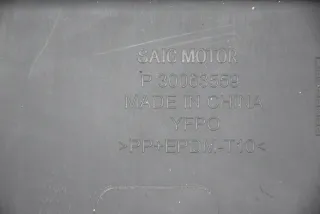 SAIC MOTOR
MADE IN CHINA
YFPO
>PP+EPDM-T10<